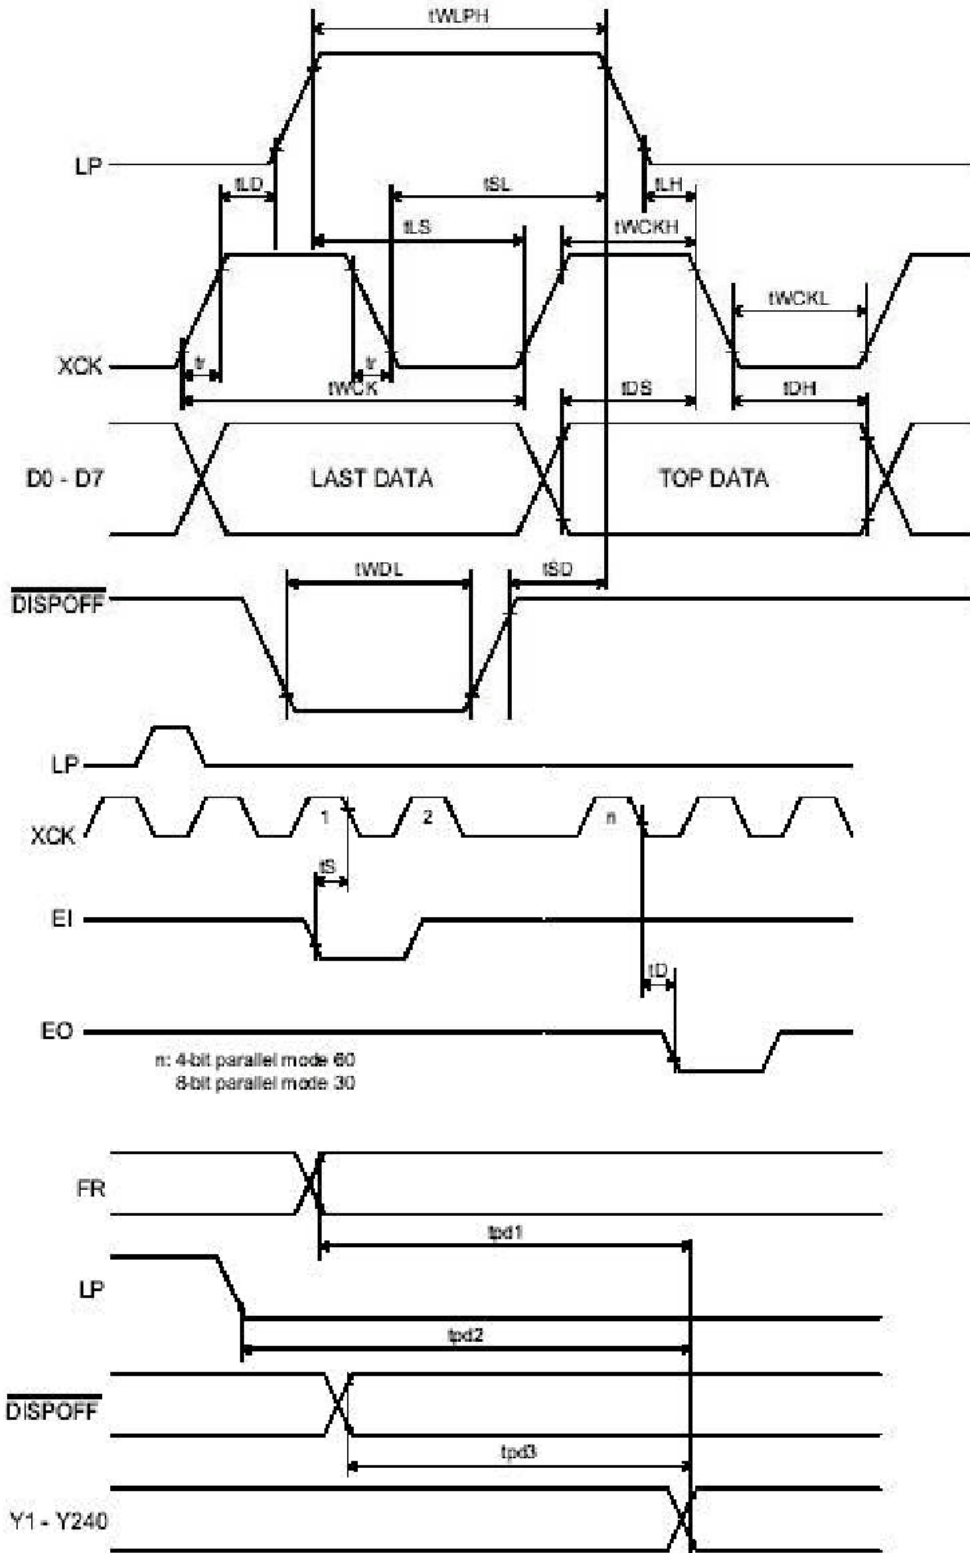 tWLPH
LP
tLD
tSL
tLH
tLS
tWCKH
tWCKL
XCK
tr
tr
tWCK
tDS
tDH
D0 - D7
LAST DATA
TOP DATA
tWDL
tSD
DISPOFF
LP
XCK
1
2
n
tS
EI
tD
EO
n: 4-bit parallel mode 60
8-bit parallel mode 30
FR
tpd1
LP
tpd2
DISPOFF
tpd3
Y1 - Y240